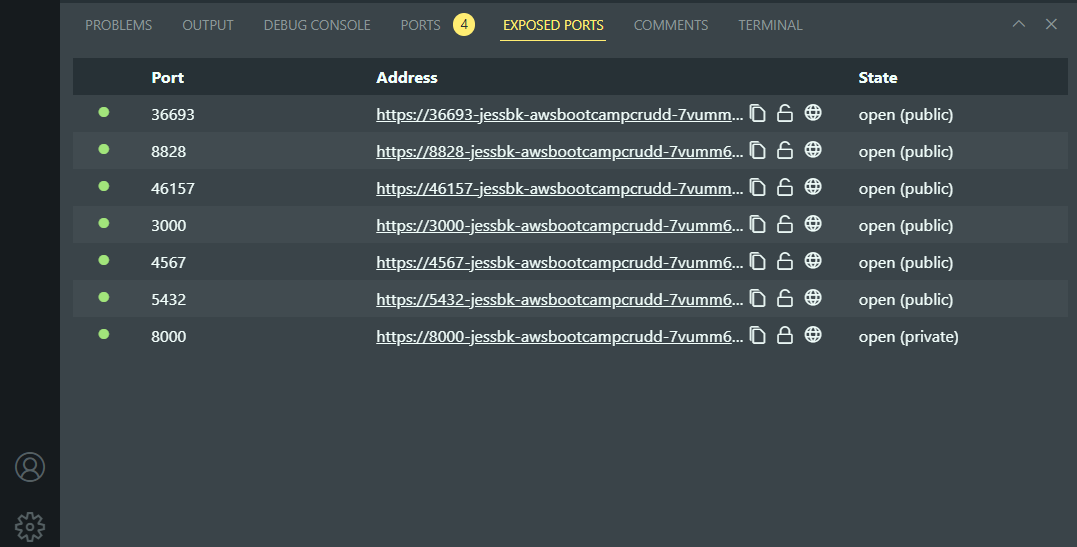 PROBLEMS OUTPUT DEBUG CONSOLE PORTS 4 EXPOSED PORTS COMMENTS TERMINAL
Port Address State
36693 https://36693-jessbk-awsbootcampcrudd-7vumm... open (public)
8828 https://8828-jessbk-awsbootcampcrudd-7vumm6... open (public)
46157 https://46157-jessbk-awsbootcampcrudd-7vumm... open (public)
3000 https://3000-jessbk-awsbootcampcrudd-7vumm6... open (public)
4567 https://4567-jessbk-awsbootcampcrudd-7vumm6... open (public)
5432 https://5432-jessbk-awsbootcampcrudd-7vumm6... open (public)
8000 https://8000-jessbk-awsbootcampcrudd-7vumm6... open (private)